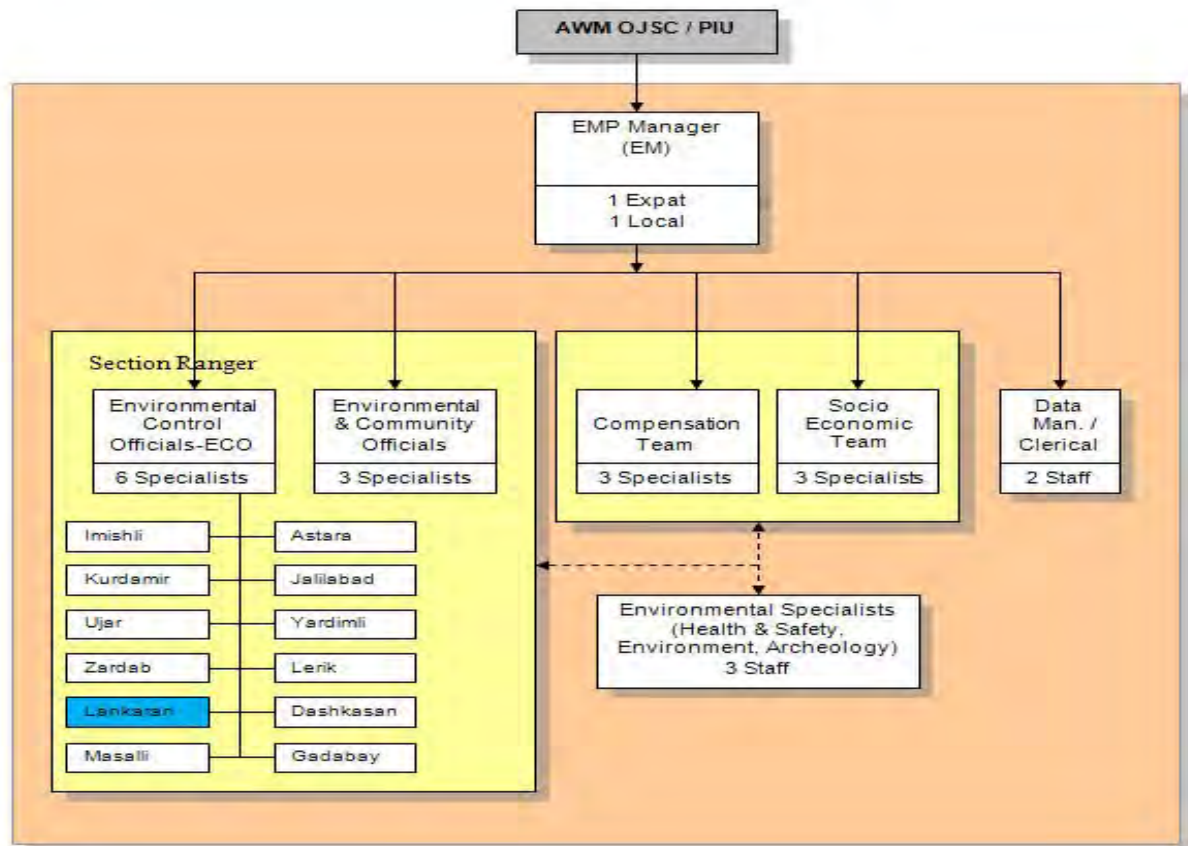 AWM OJSC / PIU
EMP Manager
(EM)
1 Expat
1 Local
Section Ranger
Environmental
Control
Officials-ECO
6 Specialists
Environmental
& Community
Officials
3 Specialists
Compensation
Team
3 Specialists
Socio
Economic
Team
3 Specialists
Data
Man. /
Clerical
2 Staff
Imishli
Astara
Kurdamir
Jalilabad
Ujar
Yardimli
Zardab
Lerik
Lankaran
Dashkasan
Masalli
Gadabay
Environmental Specialists
(Health & Safety,
Environment, Archeology)
3 Staff